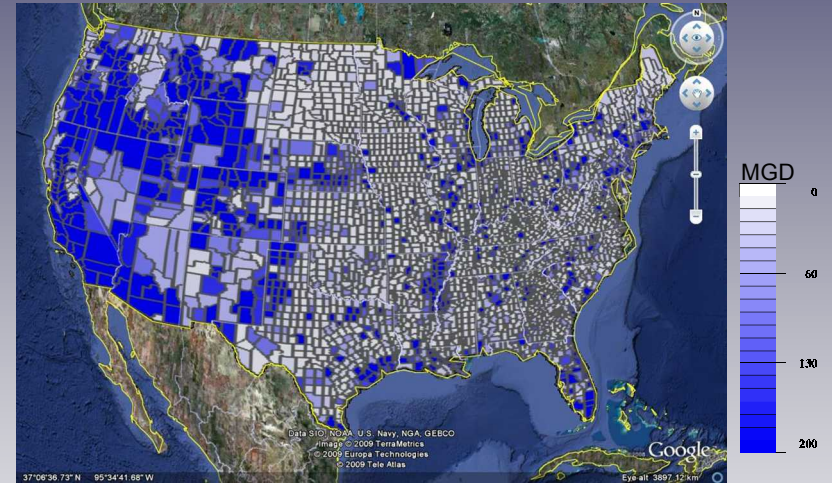 N
MGD
0
60
130
200
Data SIO, NOAA, U.S. Navy, NGA, GEBCO
Image © 2009 TerraMetrics
© 2009 Europa Technologies
© 2009 Tele Atlas
Google
37°06'36.73" N 95°34'41.68" W
Eye alt 3897.12 km